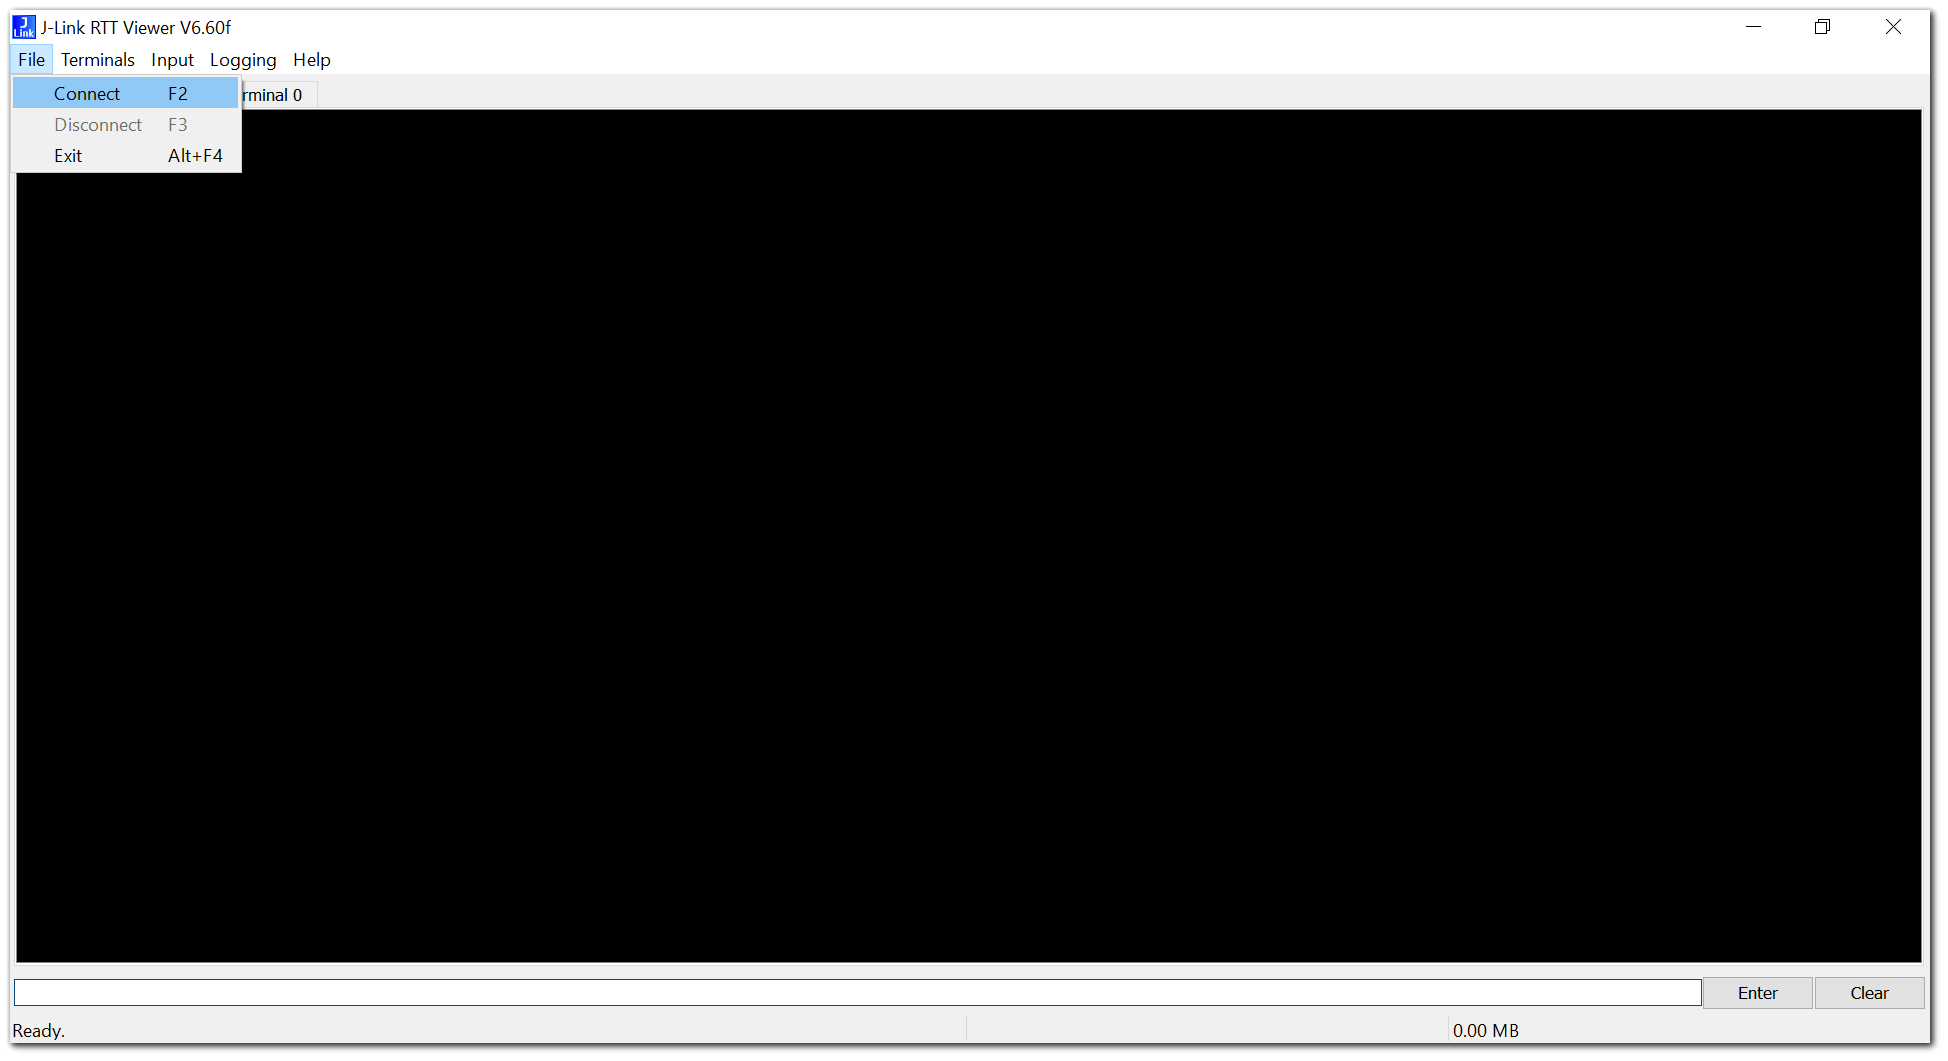 J-Link RTT Viewer V6.60f
File Terminals Input Logging Help
Connect F2
rminal 0
Disconnect F3
Exit Alt+F4
Enter Clear
Ready. 0.00 MB